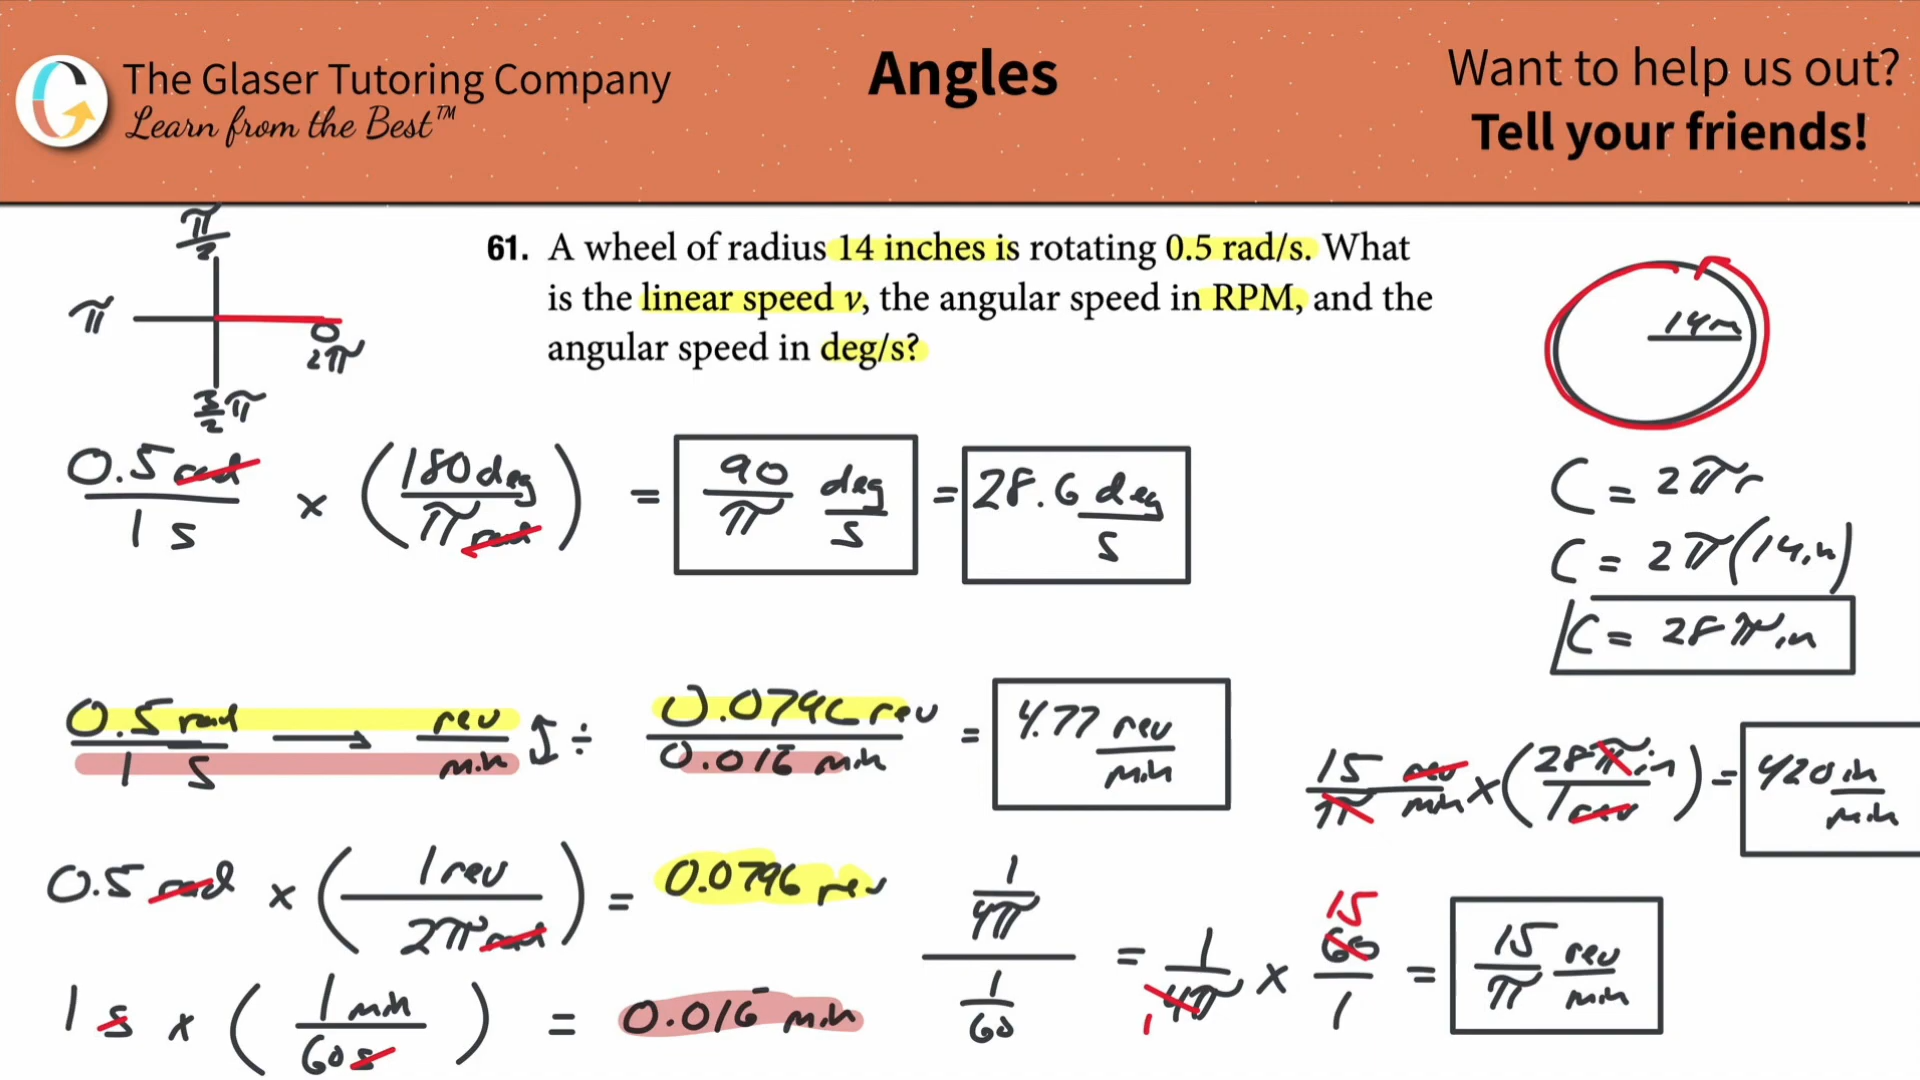 The Glaser Tutoring Company
Learn from the Best™
Angles
Want to help us out?
Tell your friends!
61. A wheel of radius 14 inches is rotating 0.5 rad/s. What
is the linear speed v, the angular speed in RPM, and the
angular speed in deg/s?
π/2
π
0
2π
3/2 π
14in
0.5 rad / 1 s × (180 deg / π rad) = 90/π deg/s = 28.6 deg/s
C = 2πr
C = 2π(14in)
C = 28π in
0.5 rad / 1 s → rev / min ÷ 0.0796 rev / 0.016̅ min = 4.77 rev/min
15/π rev/min × (28π in / 1 rev) = 420 in/min
0.5 rad × (1 rev / 2π rad) = 0.0796 rev
1 s × (1 min / 60 s) = 0.016̅ min
1/4π / 1/60 = 1/4π × 60/1 = 15/π rev/min
15
1